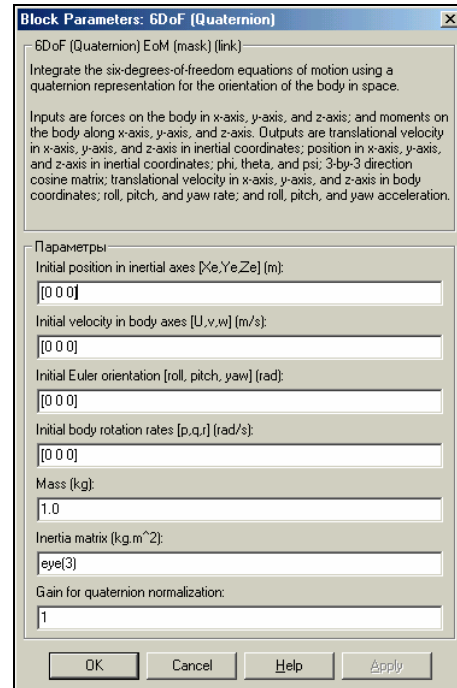 Block Parameters: 6DoF (Quaternion)
6DoF (Quaternion) EoM (mask) (link)
Integrate the six-degrees-of-freedom equations of motion using a
quaternion representation for the orientation of the body in space.
Inputs are forces on the body in x-axis, y-axis, and z-axis; and moments on
the body along x-axis, y-axis, and z-axis. Outputs are translational velocity
in x-axis, y-axis, and z-axis in inertial coordinates; position in x-axis, y-axis,
and z-axis in inertial coordinates; phi, theta, and psi; 3-by-3 direction
cosine matrix; translational velocity in x-axis, y-axis, and z-axis in body
coordinates; roll, pitch, and yaw rate; and roll, pitch, and yaw acceleration.
Параметры
Initial position in inertial axes [Xe,Ye,Ze] (m):
[0 0 0]
Initial velocity in body axes [U,v,w] (m/s):
[0 0 0]
Initial Euler orientation [roll, pitch, yaw] (rad):
[0 0 0]
Initial body rotation rates [p,q,r] (rad/s):
[0 0 0]
Mass (kg):
1.0
Inertia matrix (kg.m^2):
eye(3)
Gain for quaternion normalization:
1
OK Cancel Help Apply